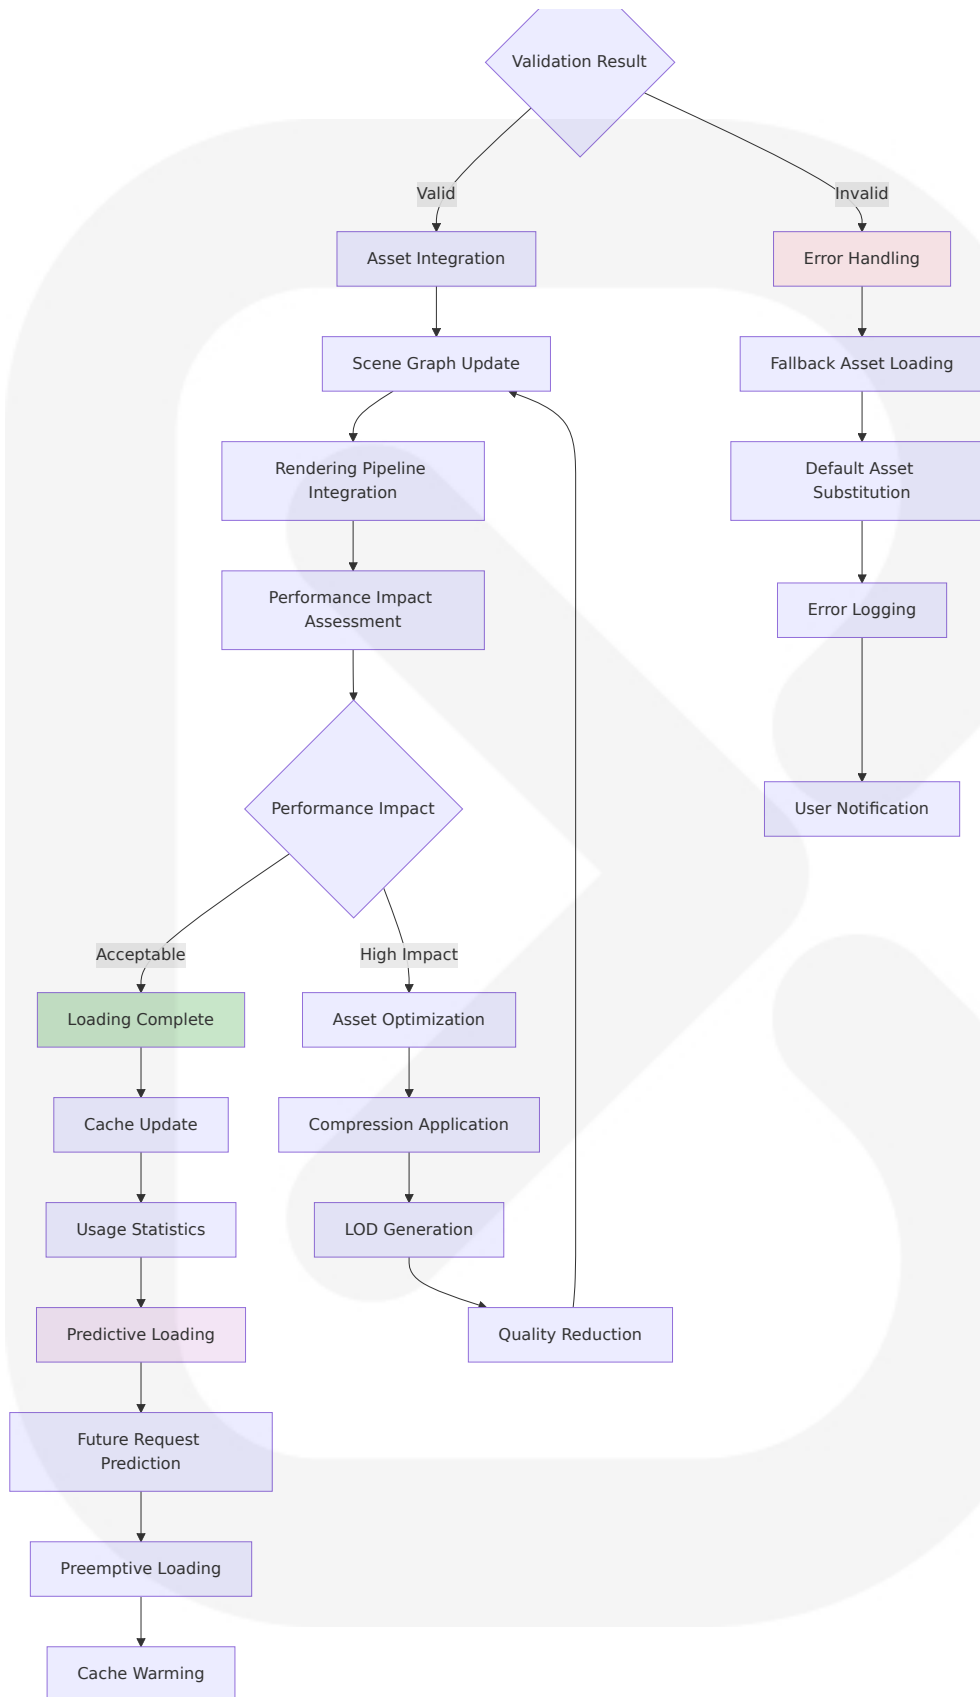 Validation Result
Valid
Invalid
Asset Integration
Error Handling
Scene Graph Update
Fallback Asset Loading
Rendering Pipeline
Integration
Default Asset
Substitution
Performance Impact
Assessment
Error Logging
Performance Impact
User Notification
Acceptable
High Impact
Loading Complete
Asset Optimization
Cache Update
Compression Application
Usage Statistics
LOD Generation
Predictive Loading
Quality Reduction
Future Request
Prediction
Preemptive Loading
Cache Warming